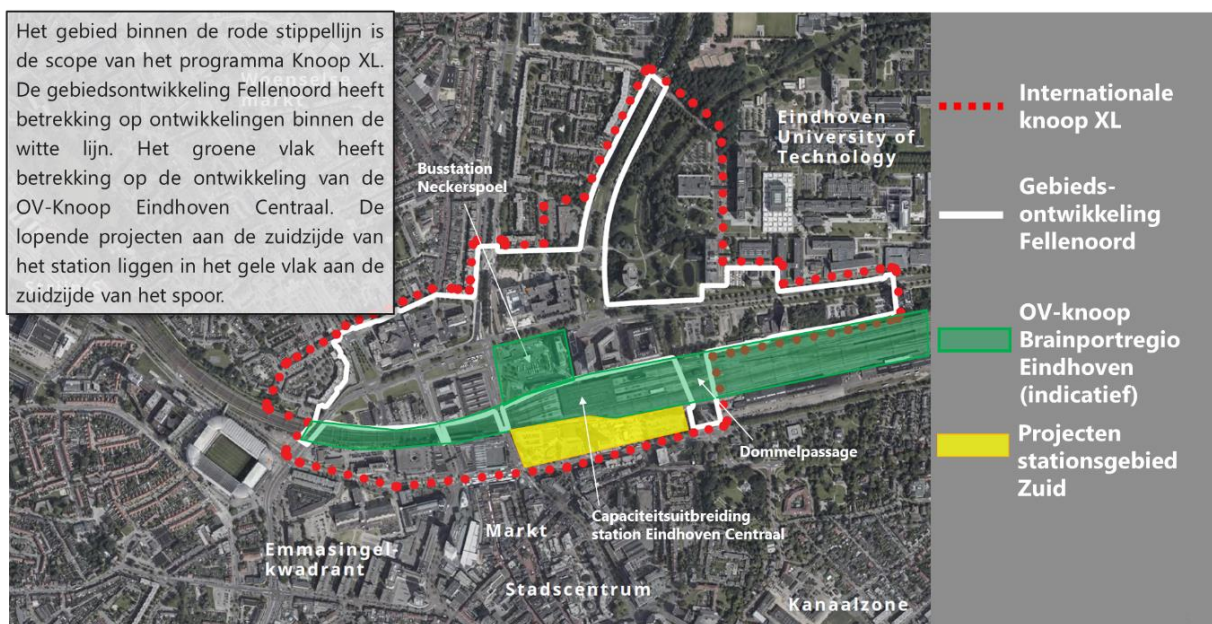 Het gebied binnen de rode stippellijn is
de scope van het programma Knoop XL.
De gebiedsontwikkeling Fellenoord heeft
betrekking op ontwikkelingen binnen de
witte lijn. Het groene vlak heeft
betrekking op de ontwikkeling van de
OV-Knoop Eindhoven Centraal. De
lopende projecten aan de zuidzijde van
het station liggen in het gele vlak aan de
zuidzijde van het spoor.
Woenselse
markt
Busstation
Neckerspoel
Eindhoven
University of
Technology
Dommelpassage
Capaciteitsuitbreiding
station Eindhoven Centraal
Markt
Emmasingel-
kwadrant
Stadscentrum
Kanaalzone
Internationale
knoop XL
Gebieds-
ontwikkeling
Fellenoord
OV-knoop
Brainportregio
Eindhoven
(indicatief)
Projecten
stationsgebied
Zuid